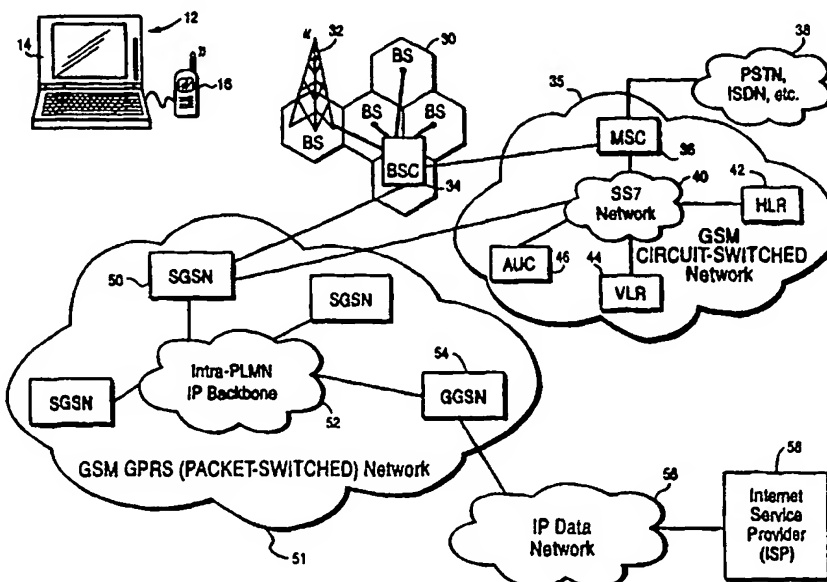 12
14
16
32
30
BS
BS
BS
BS
BSC
34
38
PSTN,
ISDN, etc.
35
MSC
36
40
42
SS7
Network
HLR
GSM
CIRCUIT-SWITCHED
Network
AUC
46
44
VLR
50
SGSN
SGSN
SGSN
Intra-PLMN
IP Backbone
52
54
GGSN
GSM GPRS (PACKET-SWITCHED) Network
51
56
IP Data
Network
58
Internet
Service
Provider
(ISP)